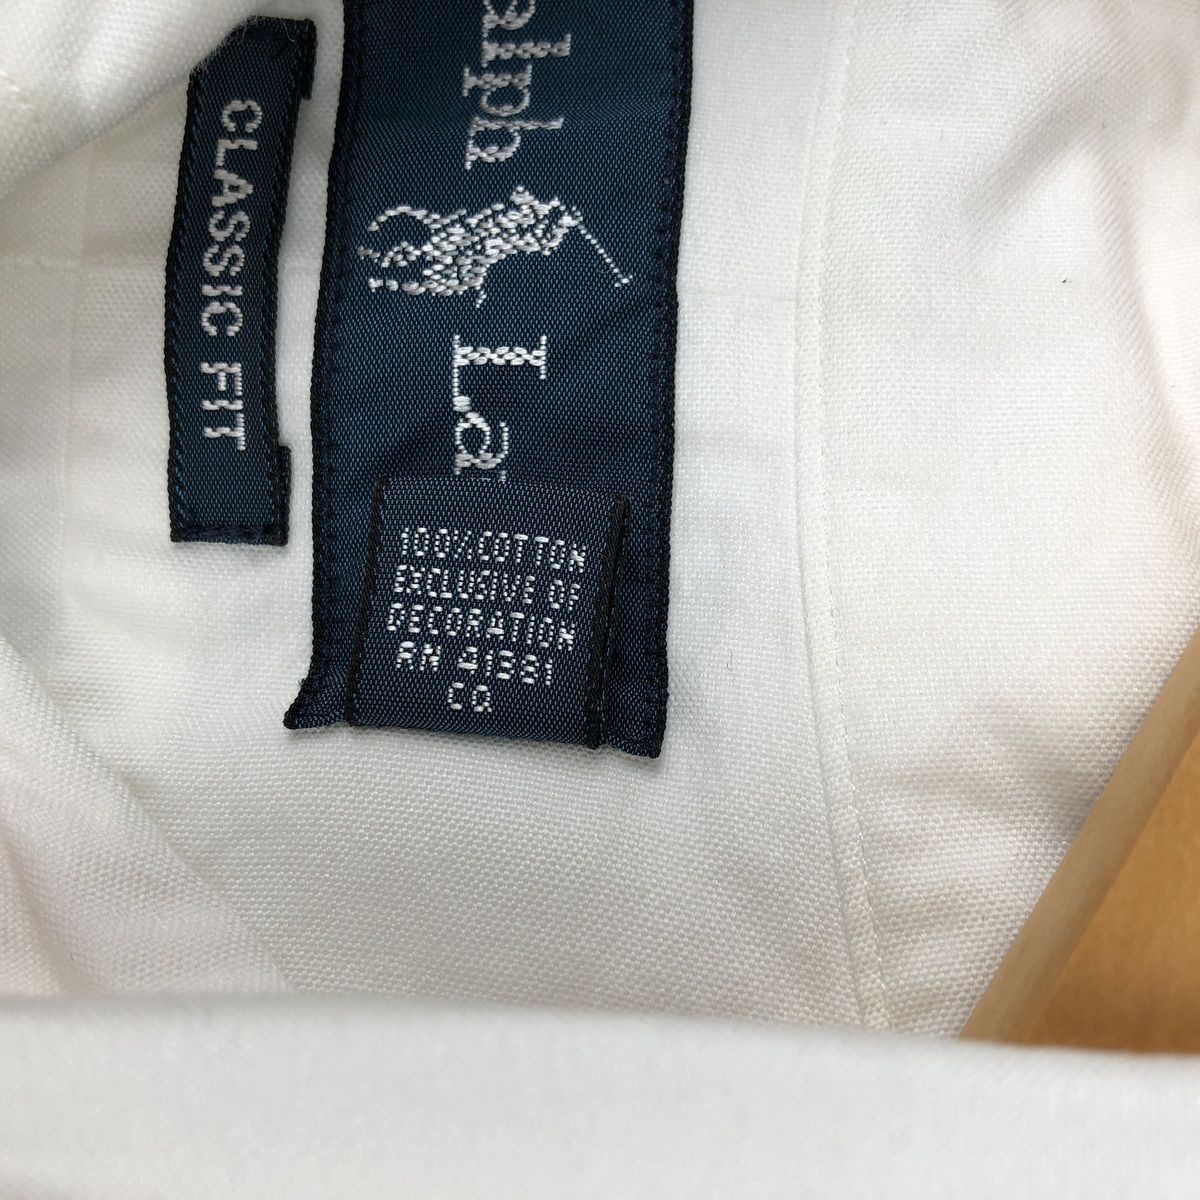 alph La
CLASSIC FIT
100% COTTON
EXCLUSIVE OF
DECORATION
RN 41381
CO